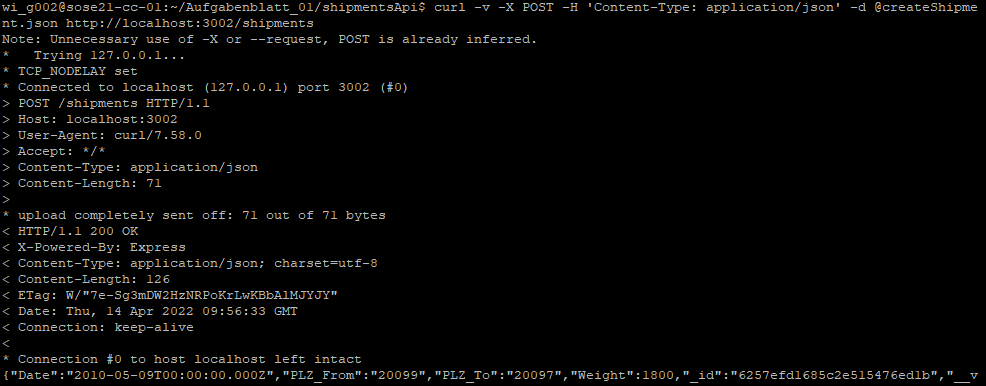 wi_g002@sose21-cc-01:~/Aufgabenblatt_01/shipmentsApi$ curl -v -X POST -H 'Content-Type: application/json' -d @createShipme
nt.json http://localhost:3002/shipments
Note: Unnecessary use of -X or --request, POST is already inferred.
*   Trying 127.0.0.1...
* TCP_NODELAY set
* Connected to localhost (127.0.0.1) port 3002 (#0)
> POST /shipments HTTP/1.1
> Host: localhost:3002
> User-Agent: curl/7.58.0
> Accept: */*
> Content-Type: application/json
> Content-Length: 71
>
* upload completely sent off: 71 out of 71 bytes
< HTTP/1.1 200 OK
< X-Powered-By: Express
< Content-Type: application/json; charset=utf-8
< Content-Length: 126
< ETag: W/"7e-Sg3mDW2HzNRPoKrLwKBbAlMJYJY"
< Date: Thu, 14 Apr 2022 09:56:33 GMT
< Connection: keep-alive
<
* Connection #0 to host localhost left intact
{"Date":"2010-05-09T00:00:00.000Z","PLZ_From":"20099","PLZ_To":"20097","Weight":1800,"_id":"6257efd1685c2e515476ed1b","__v